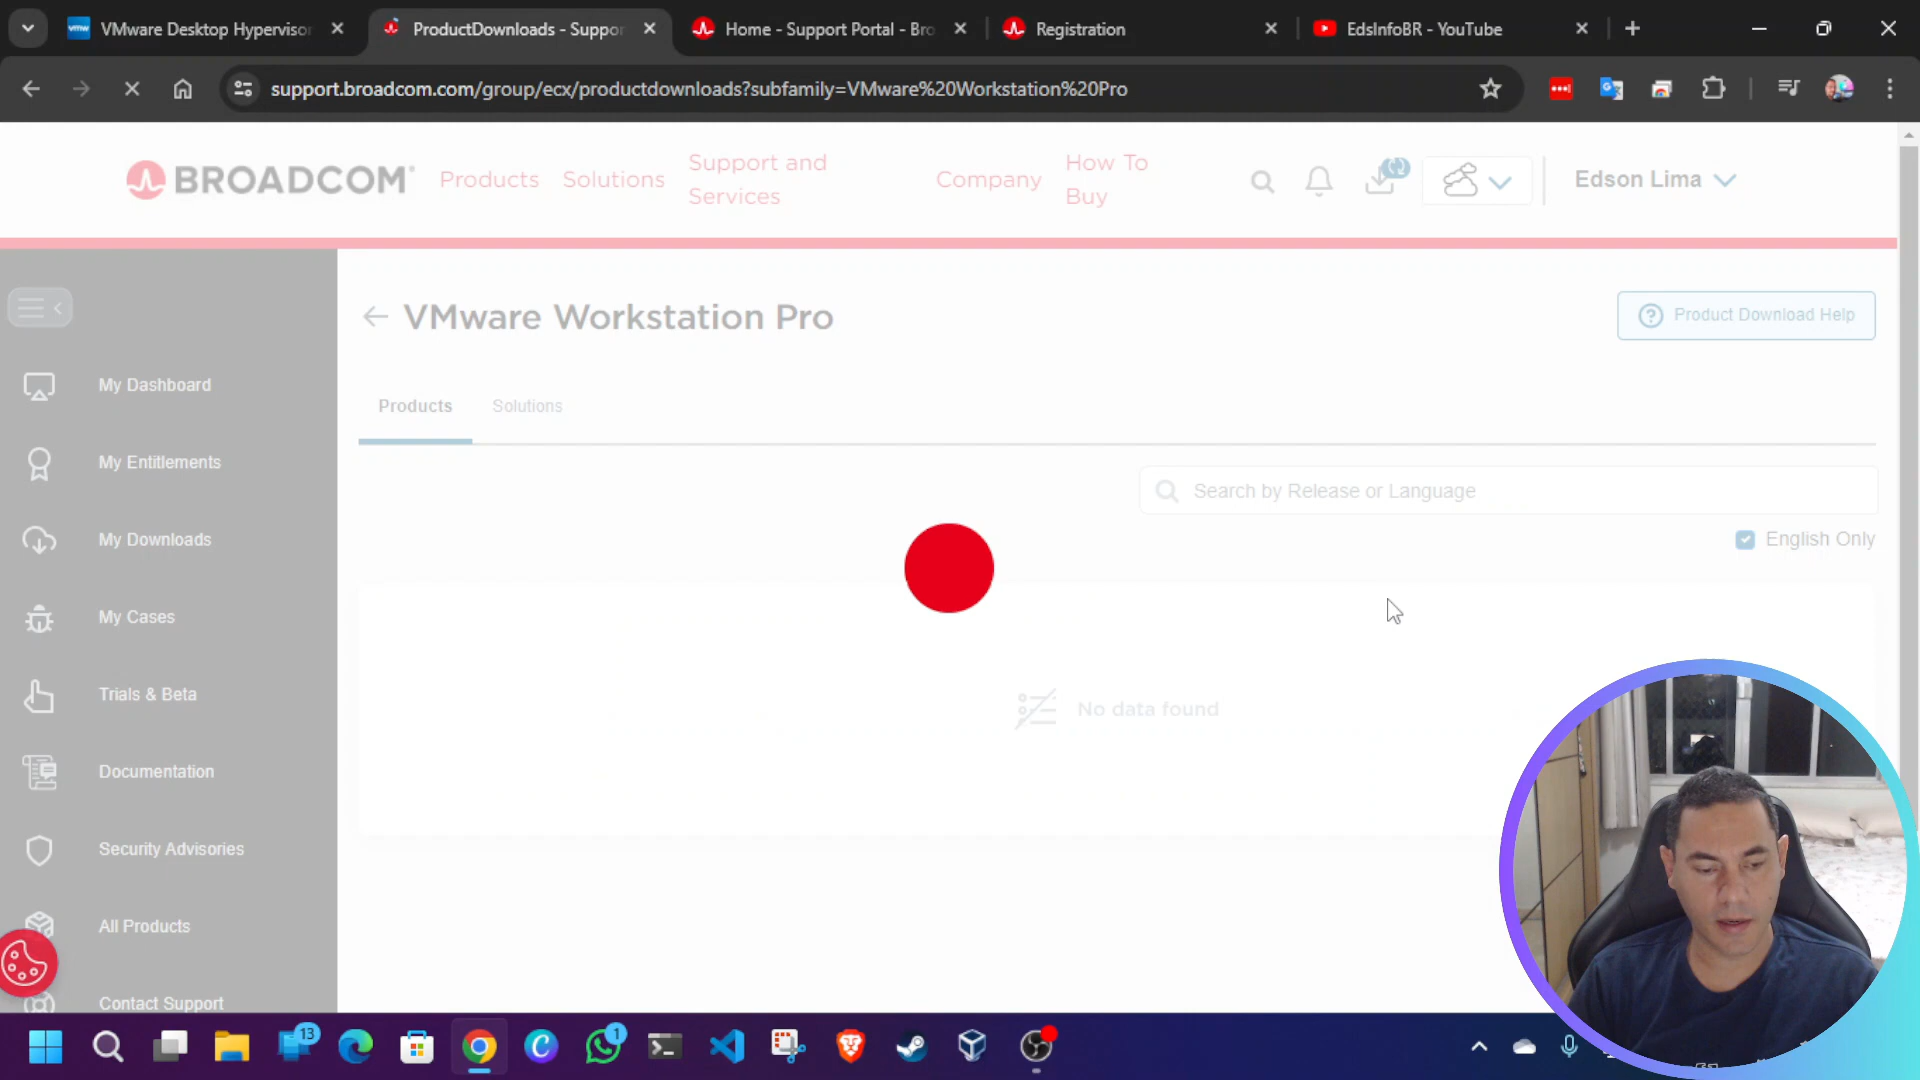 VMware Desktop Hypervisor
ProductDownloads - Suppor
Home - Support Portal - Bro
Registration
EdsInfoBR - YouTube
support.broadcom.com/group/ecx/productdownloads?subfamily=VMware%20Workstation%20Pro
BROADCOM
Products
Solutions
Support and
Services
Company
How To
Buy
Edson Lima
VMware Workstation Pro
Product Download Help
Products
Solutions
Search by Release or Language
English Only
No data found
My Dashboard
My Entitlements
My Downloads
My Cases
Trials & Beta
Documentation
Security Advisories
All Products
Contact Support
13
1